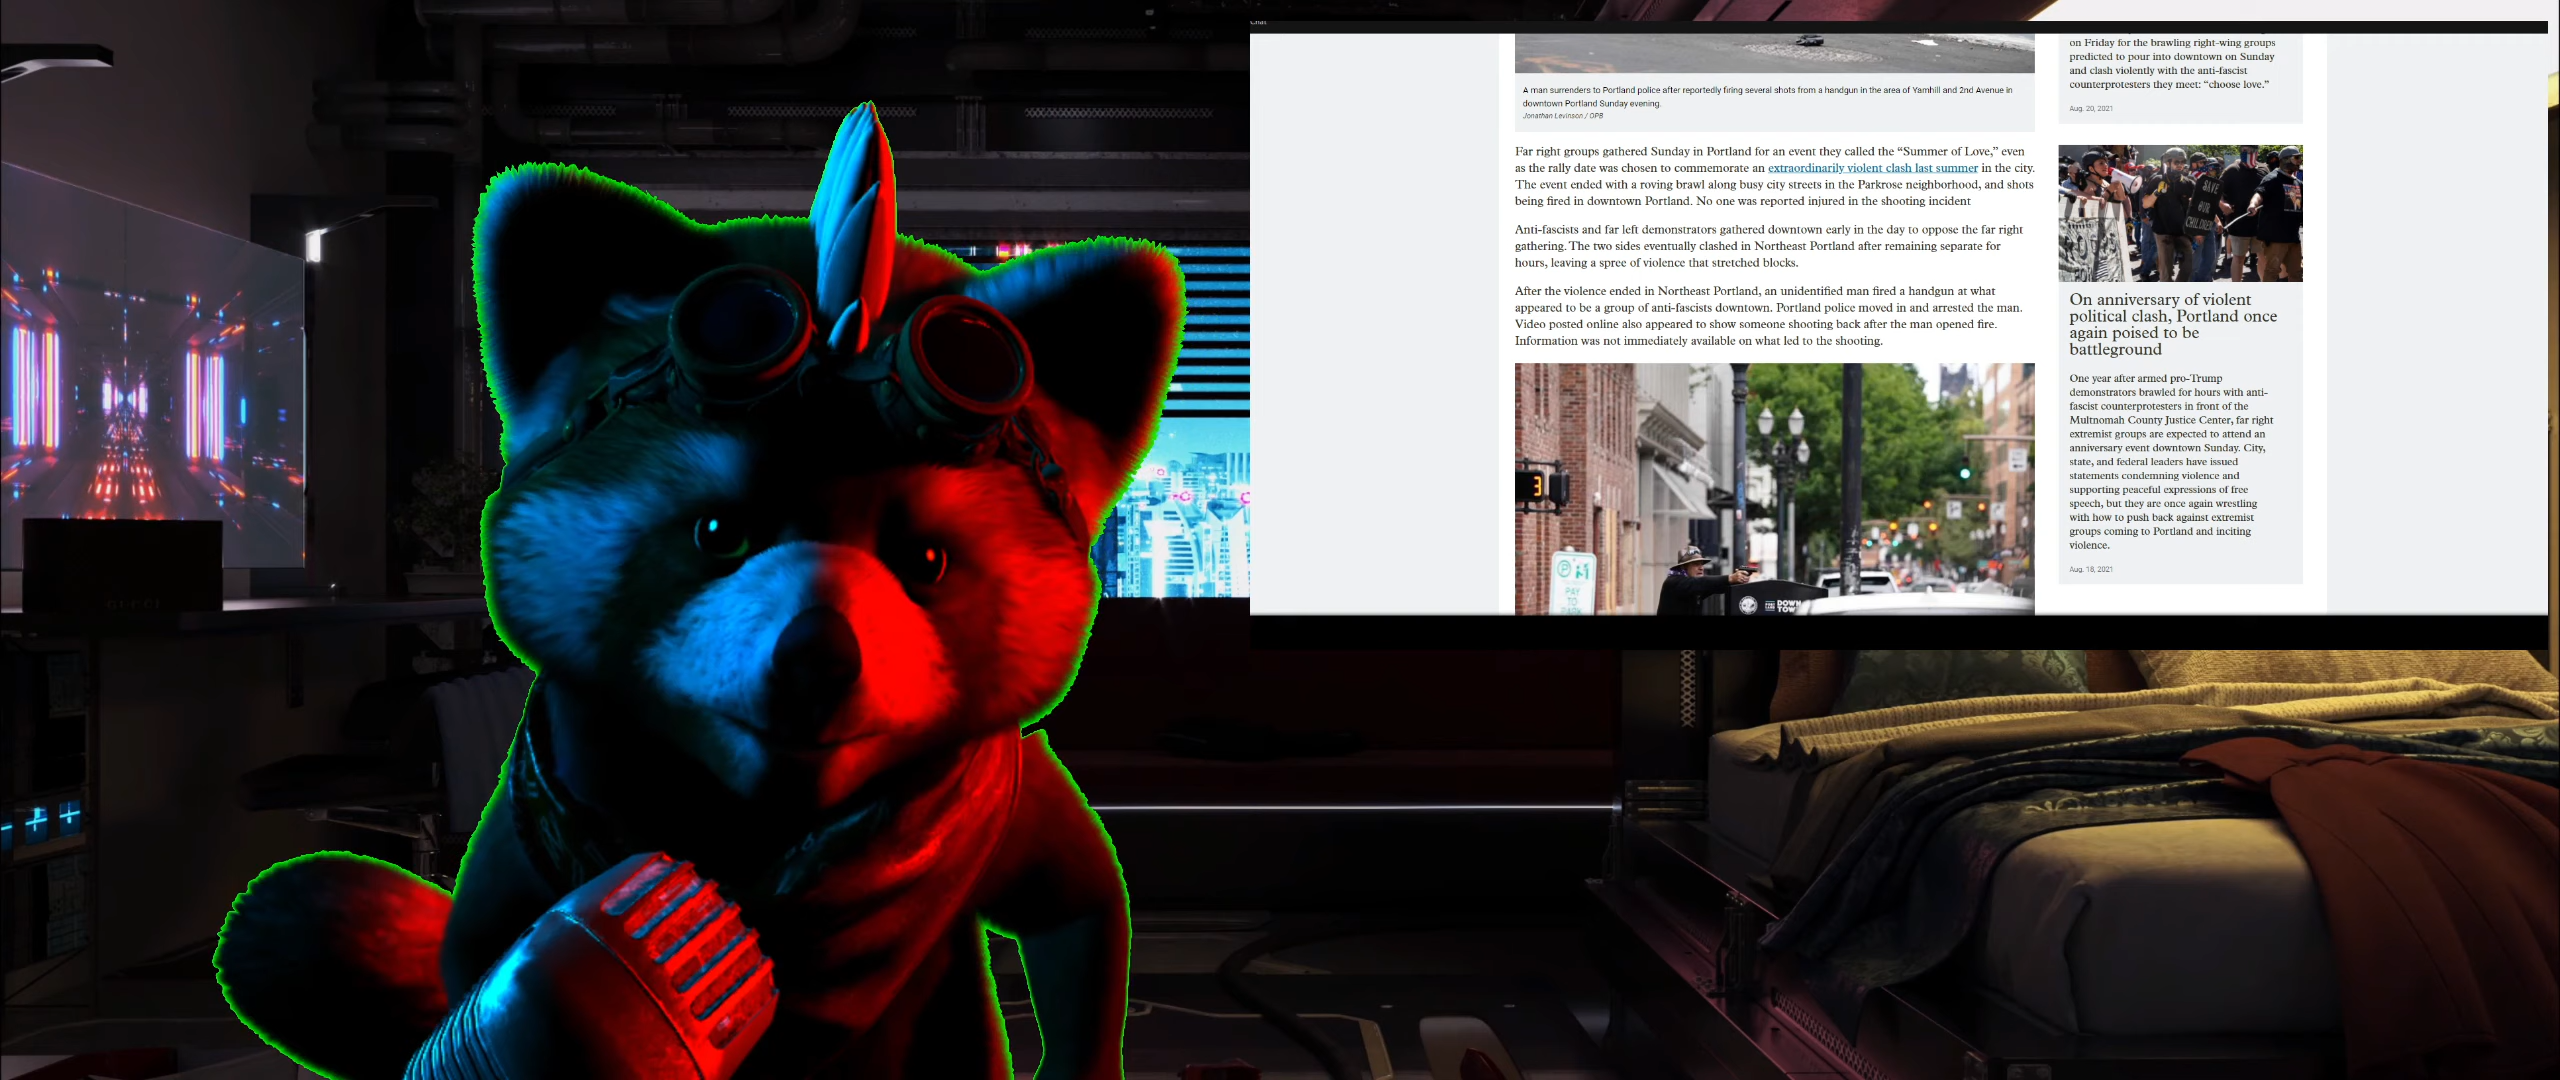 Chat
A man surrenders to Portland police after reportedly firing several shots from a handgun in the area of Yamhill and 2nd Avenue in
downtown Portland Sunday evening.
Jonathan Levinson / OPB
Far right groups gathered Sunday in Portland for an event they called the “Summer of Love,” even
as the rally date was chosen to commemorate an extraordinarily violent clash last summer in the city.
The event ended with a roving brawl along busy city streets in the Parkrose neighborhood, and shots
being fired in downtown Portland. No one was reported injured in the shooting incident
Anti-fascists and far left demonstrators gathered downtown early in the day to oppose the far right
gathering. The two sides eventually clashed in Northeast Portland after remaining separate for
hours, leaving a spree of violence that stretched blocks.
After the violence ended in Northeast Portland, an unidentified man fired a handgun at what
appeared to be a group of anti-fascists downtown. Portland police moved in and arrested the man.
Video posted online also appeared to show someone shooting back after the man opened fire.
Information was not immediately available on what led to the shooting.
3
P
PAY
TO
PARK
DOWN
TOWN
on Friday for the brawling right-wing groups
predicted to pour into downtown on Sunday
and clash violently with the anti-fascist
counterprotesters they meet: “choose love.”
Aug. 20, 2021
SAVE
OUR
CHILDREN
On anniversary of violent
political clash, Portland once
again poised to be
battleground
One year after armed pro-Trump
demonstrators brawled for hours with anti-
fascist counterprotesters in front of the
Multnomah County Justice Center, far right
extremist groups are expected to attend an
anniversary event downtown Sunday. City,
state, and federal leaders have issued
statements condemning violence and
supporting peaceful expressions of free
speech, but they are once again wrestling
with how to push back against extremist
groups coming to Portland and inciting
violence.
Aug. 18, 2021